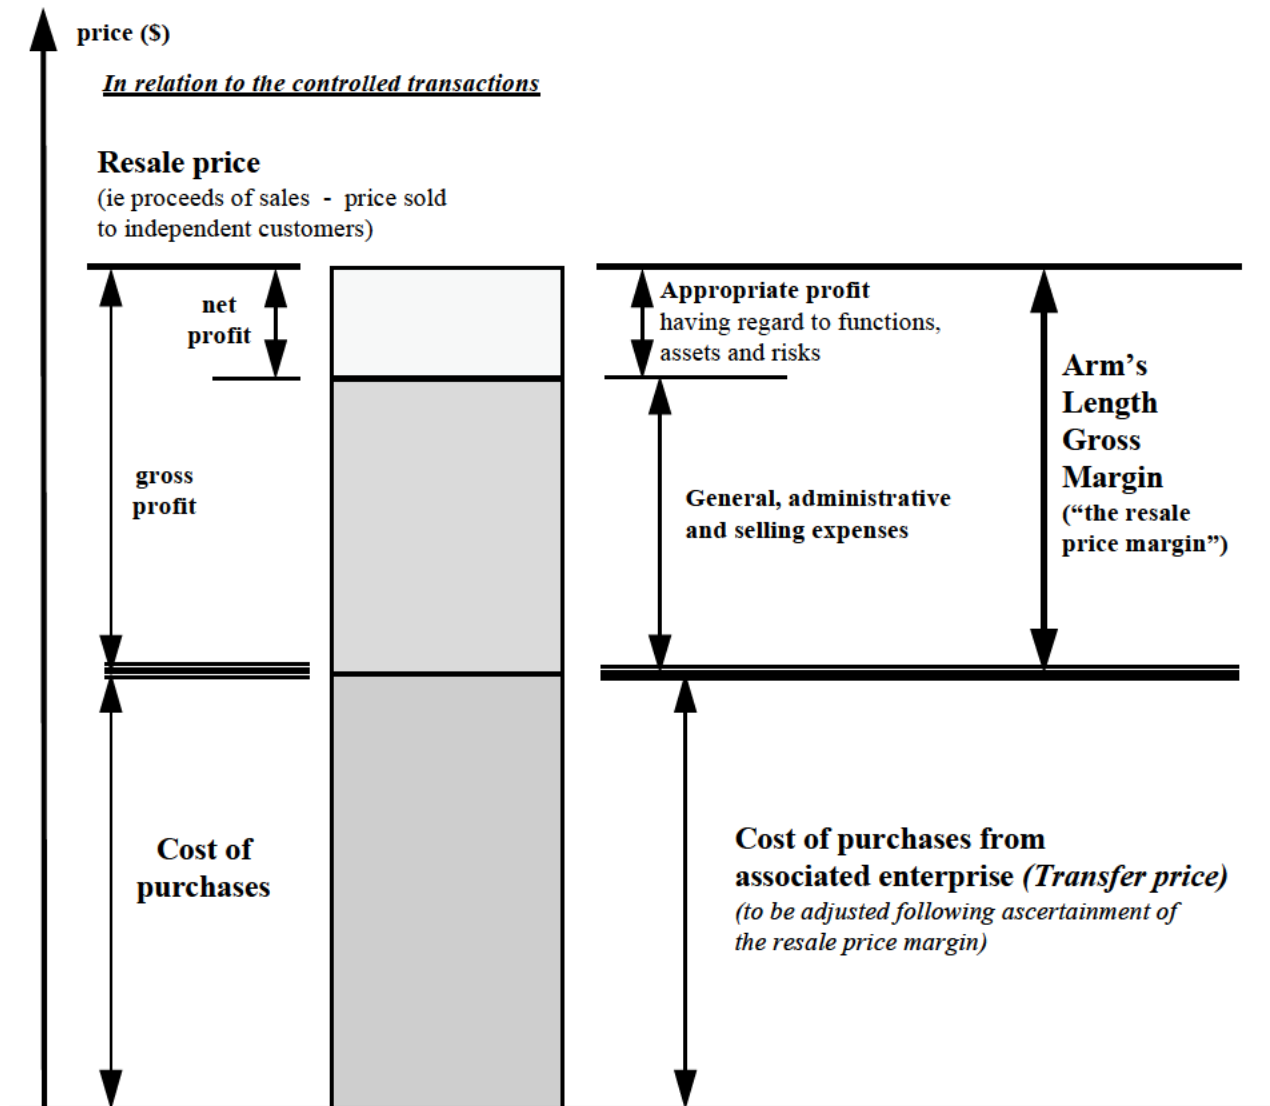 price ($)
In relation to the controlled transactions
Resale price
(ie proceeds of sales - price sold
to independent customers)
net
profit
gross
profit
Cost of
purchases
Appropriate profit
having regard to functions,
assets and risks
General, administrative
and selling expenses
Arm’s
Length
Gross
Margin
(“the resale
price margin”)
Cost of purchases from
associated enterprise (Transfer price)
(to be adjusted following ascertainment of
the resale price margin)